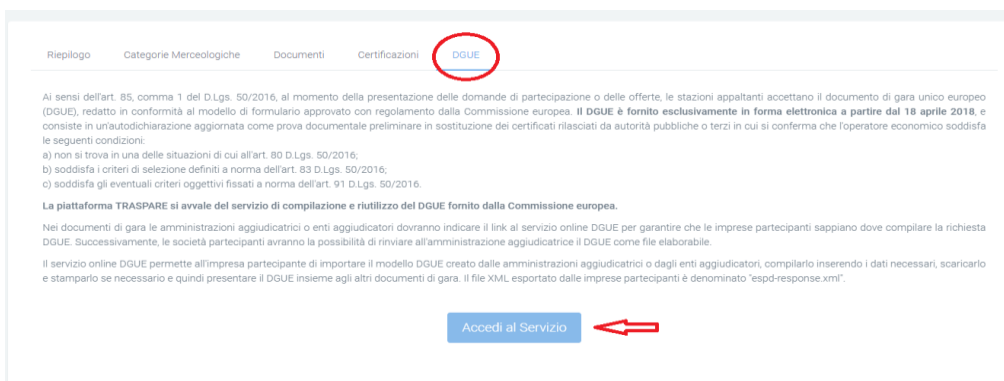 Riepilogo Categorie Merceologiche Documenti Certificazioni DGUE
Ai sensi dell'art. 85, comma 1 del D.Lgs. 50/2016, al momento della presentazione delle domande di partecipazione o delle offerte, le stazioni appaltanti accettano il documento di gara unico europeo
(DGUE), redatto in conformità al modello di formulario approvato con regolamento dalla Commissione europea. Il DGUE è fornito esclusivamente in forma elettronica a partire dal 18 aprile 2018, e
consiste in un'autodichiarazione aggiornata come prova documentale preliminare in sostituzione dei certificati rilasciati da autorità pubbliche o terzi in cui si conferma che l'operatore economico soddisfa
le seguenti condizioni:
a) non si trova in una delle situazioni di cui all'art. 80 D.Lgs. 50/2016;
b) soddisfa i criteri di selezione definiti a norma dell'art. 83 D.Lgs. 50/2016;
c) soddisfa gli eventuali criteri oggettivi fissati a norma dell'art. 91 D.Lgs. 50/2016.
La piattaforma TRASPARE si avvale del servizio di compilazione e riutilizzo del DGUE fornito dalla Commissione europea.
Nei documenti di gara le amministrazioni aggiudicatrici o enti aggiudicatori dovranno indicare il link al servizio online DGUE per garantire che le imprese partecipanti sappiano dove compilare la richiesta
DGUE. Successivamente, le società partecipanti avranno la possibilità di rinviare all'amministrazione aggiudicatrice il DGUE come file elaborabile.
Il servizio online DGUE permette all'impresa partecipante di importare il modello DGUE creato dalle amministrazioni aggiudicatrici o dagli enti aggiudicatori, compilarlo inserendo i dati necessari, scaricarlo
e stamparlo se necessario e quindi presentare il DGUE insieme agli altri documenti di gara. Il file XML esportato dalle imprese partecipanti è denominato "espd-response.xml".
Accedi al Servizio